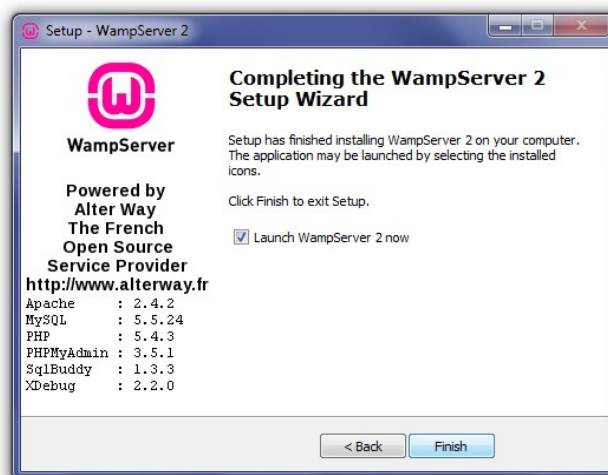 Setup - WampServer 2
WampServer
Powered by
Alter Way
The French
Open Source
Service Provider
http://www.alterway.fr
Apache : 2.4.2
MySQL : 5.5.24
PHP : 5.4.3
PHPMyAdmin : 3.5.1
SqlBuddy : 1.3.3
XDebug : 2.2.0
Completing the WampServer 2
Setup Wizard
Setup has finished installing WampServer 2 on your computer.
The application may be launched by selecting the installed
icons.
Click Finish to exit Setup.
Launch WampServer 2 now
< Back
Finish